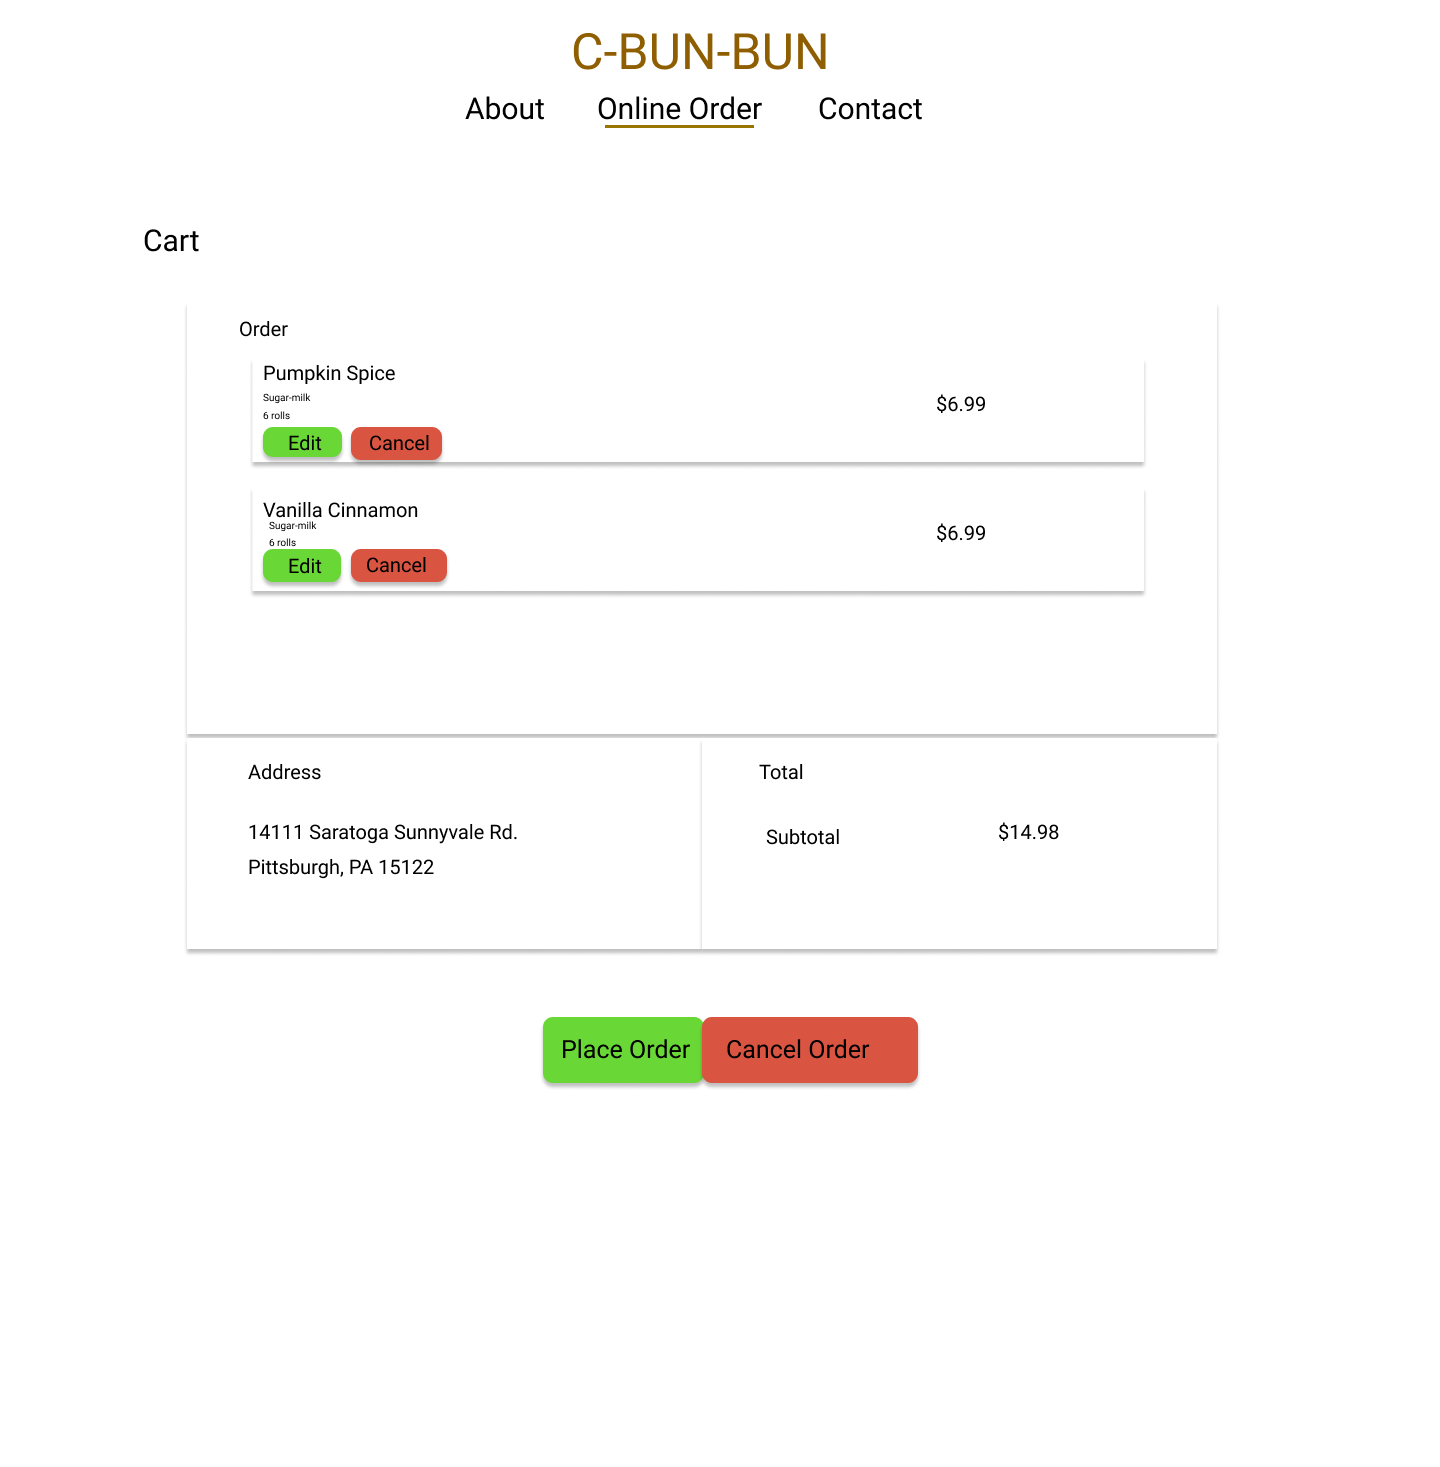 C-BUN-BUN
About Online Order Contact
Cart
Order
Pumpkin Spice
Sugar-milk
6 rolls
$6.99
Edit Cancel
Vanilla Cinnamon
Sugar-milk
6 rolls
$6.99
Edit Cancel
Address
14111 Saratoga Sunnyvale Rd.
Pittsburgh, PA 15122
Total
Subtotal $14.98
Place Order Cancel Order